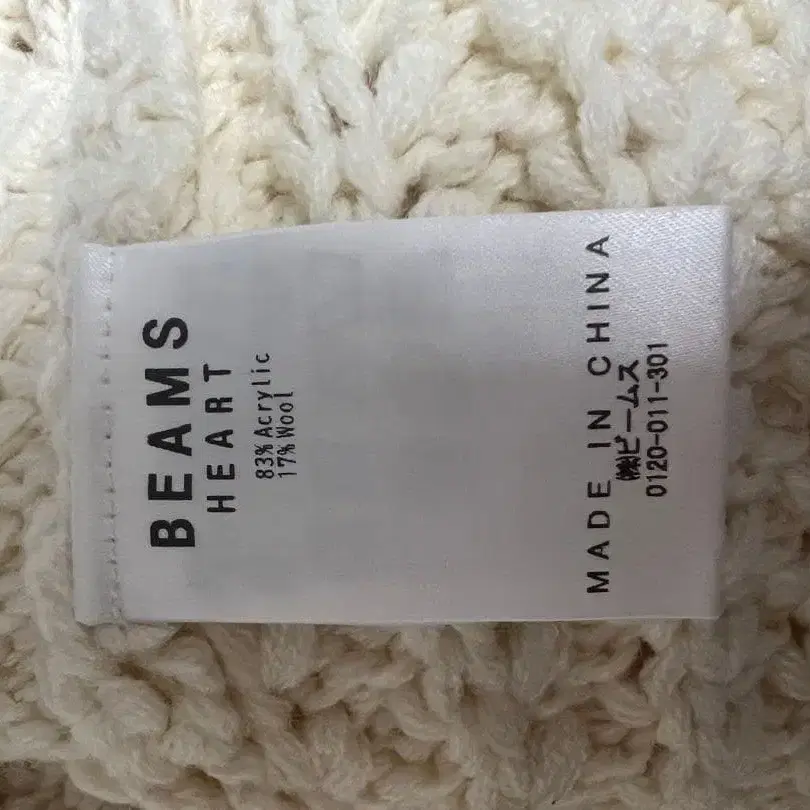 BEAMS
HEART
83% Acrylic
17% Wool
MADE IN CHINA
㈱ビームス
0120-011-301